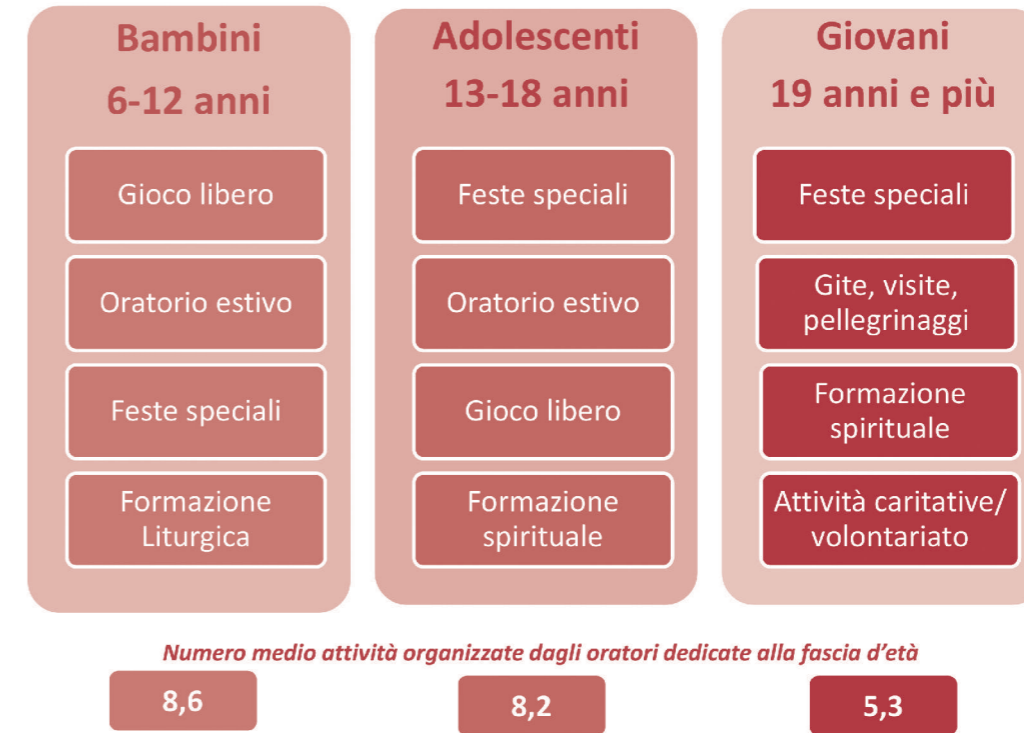 Bambini
6-12 anni
Gioco libero
Oratorio estivo
Feste speciali
Formazione
Liturgica
Adolescenti
13-18 anni
Feste speciali
Oratorio estivo
Gioco libero
Formazione
spirituale
Giovani
19 anni e più
Feste speciali
Gite, visite,
pellegrinaggi
Formazione
spirituale
Attività caritative/
volontariato
Numero medio attività organizzate dagli oratori dedicate alla fascia d'età
8,6
8,2
5,3